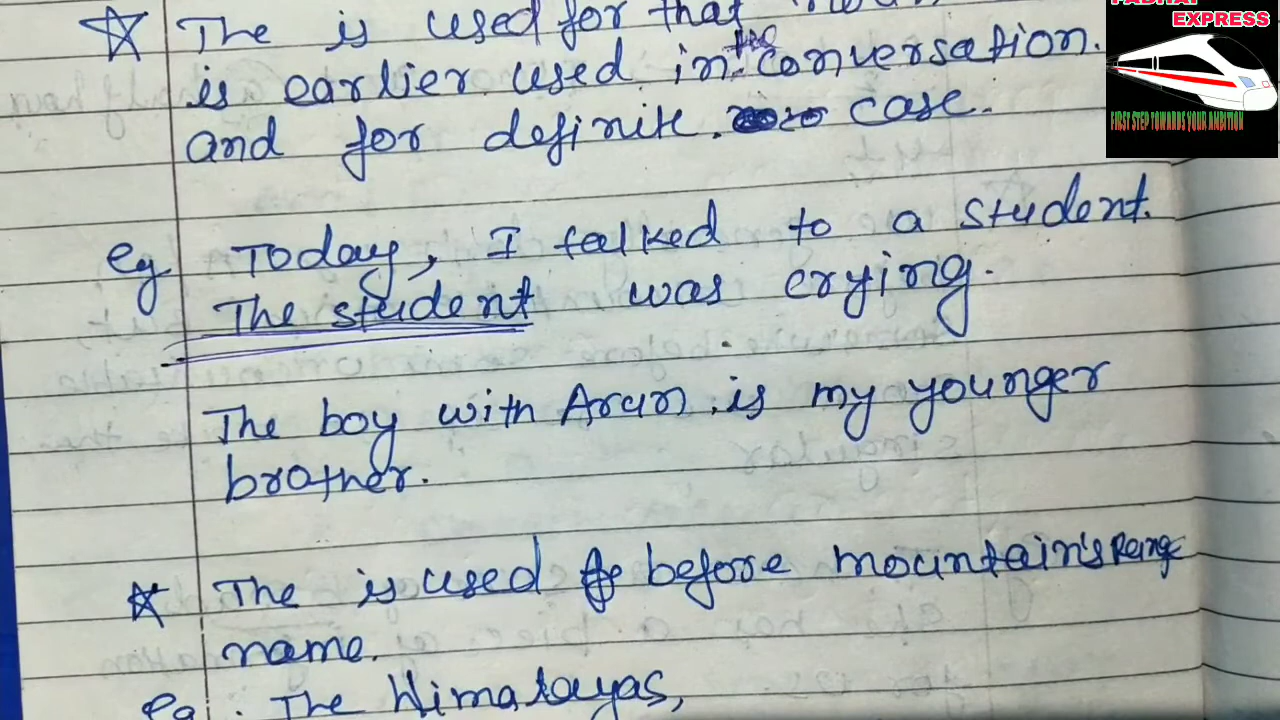 PADHAI
EXPRESS
FIRST STEP TOWARDS YOUR AMBITION
The is used for that
is earlier used in the conversation.
and for definite. case.
eg Today, I talked to a student.
The student was crying.
The boy with Arun is my younger
brother.
The is used before mountain's Range
name.
eg. The Himalayas,